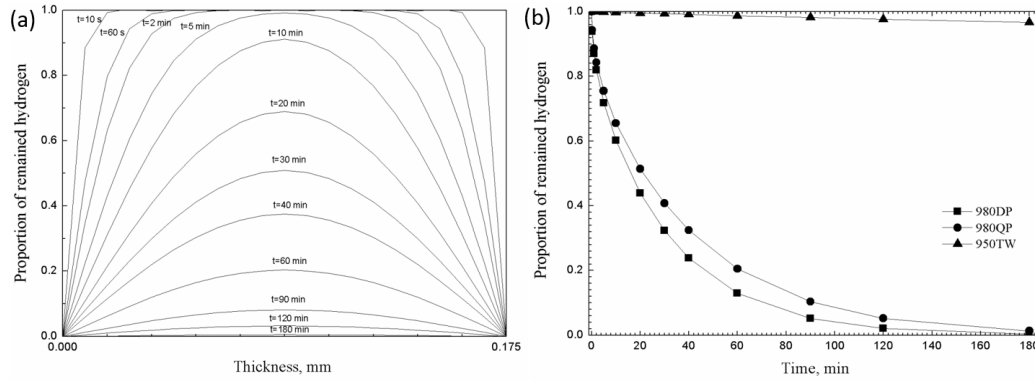 (a)
Proportion of remained hydrogen
1.0
0.8
0.6
0.4
0.2
0.0
t=10 s
t=60 s
t=2 min
t=5 min
t=10 min
t=20 min
t=30 min
t=40 min
t=60 min
t=90 min
t=120 min
t=180 min
0.000
0.175
Thickness, mm
(b)
Proportion of remained hydrogen
1.0
0.8
0.6
0.4
0.2
0.0
980DP
980QP
950TW
0 20 40 60 80 100 120 140 160 180
Time, min